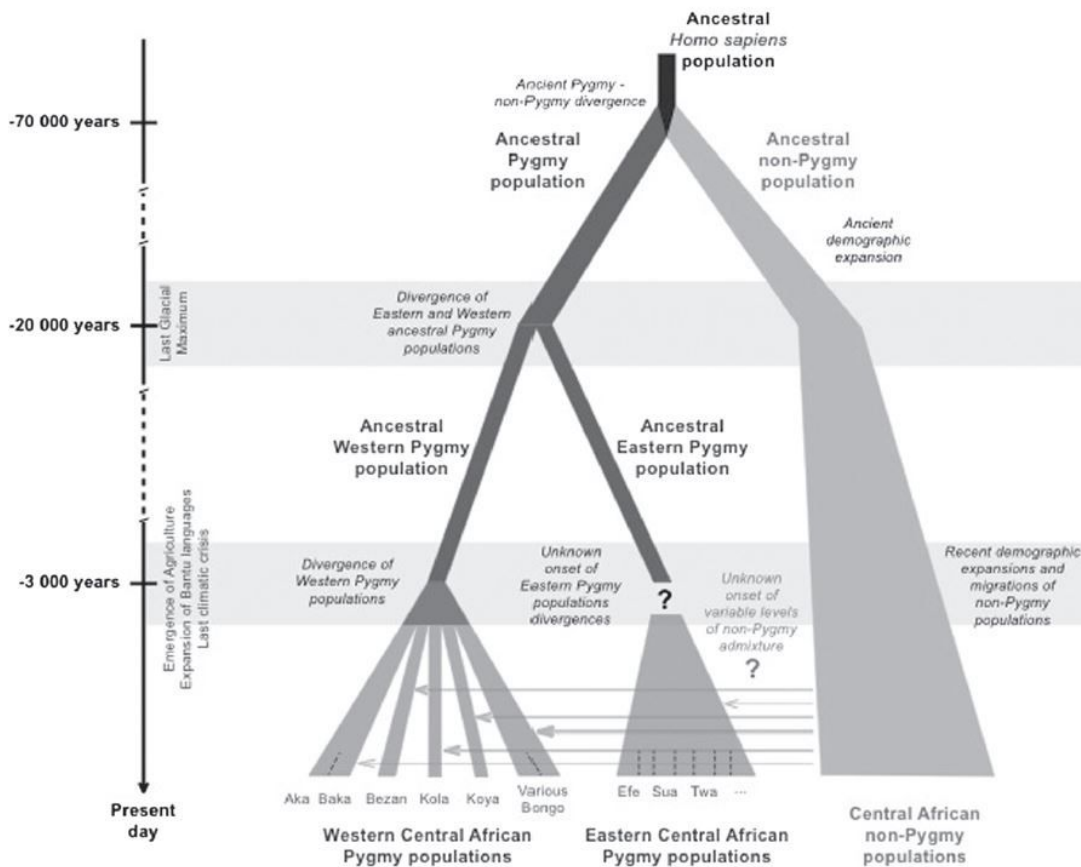 Ancestral
Homo sapiens
population
Ancient Pygmy -
non-Pygmy divergence
-70 000 years
Ancestral
Pygmy
population
Ancestral
non-Pygmy
population
Ancient
demographic
expansion
Last Glacial
Maximum
-20 000 years
Divergence of
Eastern and Western
ancestral Pygmy
populations
Ancestral
Western Pygmy
population
Ancestral
Eastern Pygmy
population
Emergence of Agriculture
Expansion of Bantu languages
Last climatic crisis
-3 000 years
Divergence of
Western Pygmy
populations
Unknown
onset of
Eastern Pygmy
populations
divergences
?
Unknown
onset of
variable levels
of non-Pygmy
admixture
?
Recent demographic
expansions and
migrations of
non-Pygmy
populations
Aka Baka Bezan Kola Koya Various
Bongo
Efe Sua Twa ...
Present
day
Western Central African
Pygmy populations
Eastern Central African
Pygmy populations
Central African
non-Pygmy
populations